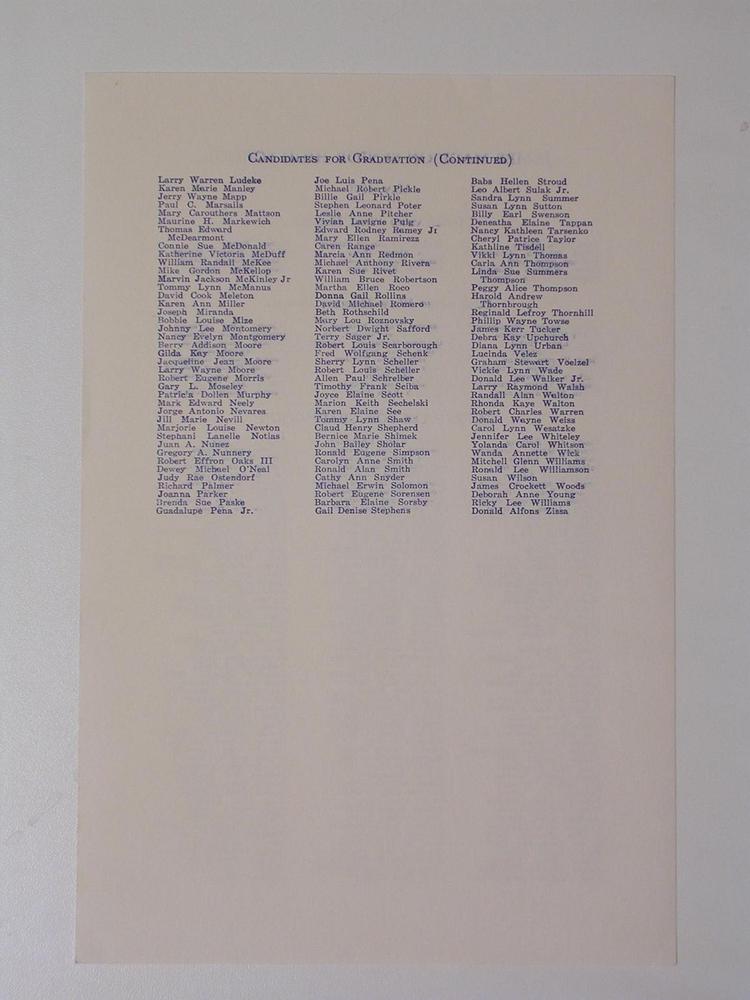 CANDIDATES FOR GRADUATION (CONTINUED)
Larry Warren Ludeke
Karen Marie Manley
Jerry Wayne Mapp
Paul C. Marsalis
Mary Carouthers Mattson
Maurine H. Markewich
Thomas Edward
McDearmont
Connie Sue McDonald
Katherine Victoria McDuff
William Randall McKee
Mike Gordon McKellop
Marvin Jackson McKinley Jr
Tommy Lynn McManus
David Cook Meleton
Karen Ann Miller
Joseph Miranda
Bobbie Louise Mize
Johnny Lee Montomery
Nancy Evelyn Montgomery
Berry Addison Moore
Gilda Kay Moore
Jacqueline Jean Moore
Larry Wayne Moore
Robert Eugene Morris
Gary L. Moseley
Patricia Dollen Murphy
Mark Edward Neely
Jorge Antonio Nevares
Jill Marie Nevill
Marjorie Louise Newton
Stephani Lanelle Notias
Juan A. Nunez
Gregory A. Nunnery
Robert Effron Oaks III
Dewey Michael O'Neal
Judy Rae Ostendorf
Richard Palmer
Joanna Parker
Brenda Sue Paske
Guadalupe Pena Jr.
Joe Luis Pena
Michael Robert Pickle
Billie Gail Pirkle
Stephen Leonard Poter
Leslie Anne Pitcher
Vivian Lavigne Puig
Edward Rodney Ramey Jr
Mary Ellen Ramirezz
Caren Range
Marcia Ann Redmon
Michael Anthony Rivera
Karen Sue Rivet
William Bruce Robertson
Martha Ellen Roco
Donna Gail Rollins
David Michael Romero
Beth Rothschild
Mary Lou Roznovsky
Norbert Dwight Safford
Terry Sager Jr.
Robert Louis Scarborough
Fred Wolfgang Schenk
Sherry Lynn Scheller
Robert Louis Scheller
Allen Paul Schreiber
Timothy Frank Sciba
Joyce Elaine Scott
Marion Keith Sechelski
Karen Elaine See
Tommy Lynn Shaw
Claud Henry Shepherd
Bernice Marie Shimek
John Bailey Sholar
Ronald Eugene Simpson
Carolyn Anne Smith
Ronald Alan Smith
Cathy Ann Snyder
Michael Erwin Solomon
Robert Eugene Sorensen
Barbara Elaine Sorsby
Gail Denise Stephens
Babs Hellen Stroud
Leo Albert Sulak Jr.
Sandra Lynn Summer
Susan Lynn Sutton
Billy Earl Swenson
Deneatha Elaine Tappan
Nancy Kathleen Tarsenko
Cheryl Patrice Taylor
Kathline Tisdell
Vikki Lynn Thomas
Carla Ann Thompson
Linda Sue Summers
Thompson
Peggy Alice Thompson
Harold Andrew
Thornbrough
Reginald Lefroy Thornhill
Phillip Wayne Towse
James Kerr Tucker
Debra Kay Upchurch
Diana Lynn Urban
Lucinda Velez
Graham Stewart Voelzel
Vickie Lynn Wade
Donald Lee Walker Jr.
Larry Raymond Walsh
Randall Alan Walton
Rhonda Kaye Walton
Robert Charles Warren
Donald Wayne Weiss
Carol Lynn Wesatzke
Jennifer Lee Whiteley
Yolanda Carol Whitson
Wanda Annette Wick
Mitchell Glenn Williams
Ronald Lee Williamson
Susan Wilson
James Crockett Woods
Deborah Anne Young
Ricky Lee Williams
Donald Alfons Zissa